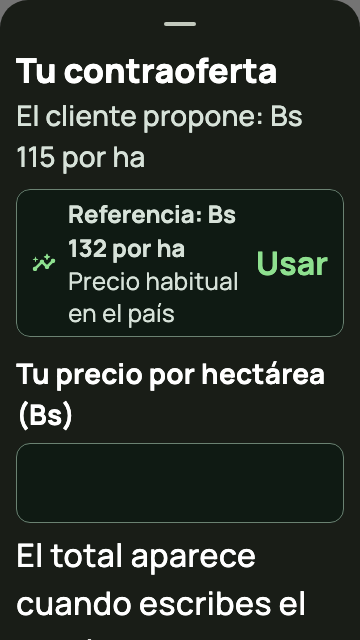 Tu contraoferta
El cliente propone: Bs
115 por ha
Referencia: Bs
132 por ha
Precio habitual
en el país
Usar
Tu precio por hectárea
(Bs)
El total aparece
cuando escribes el